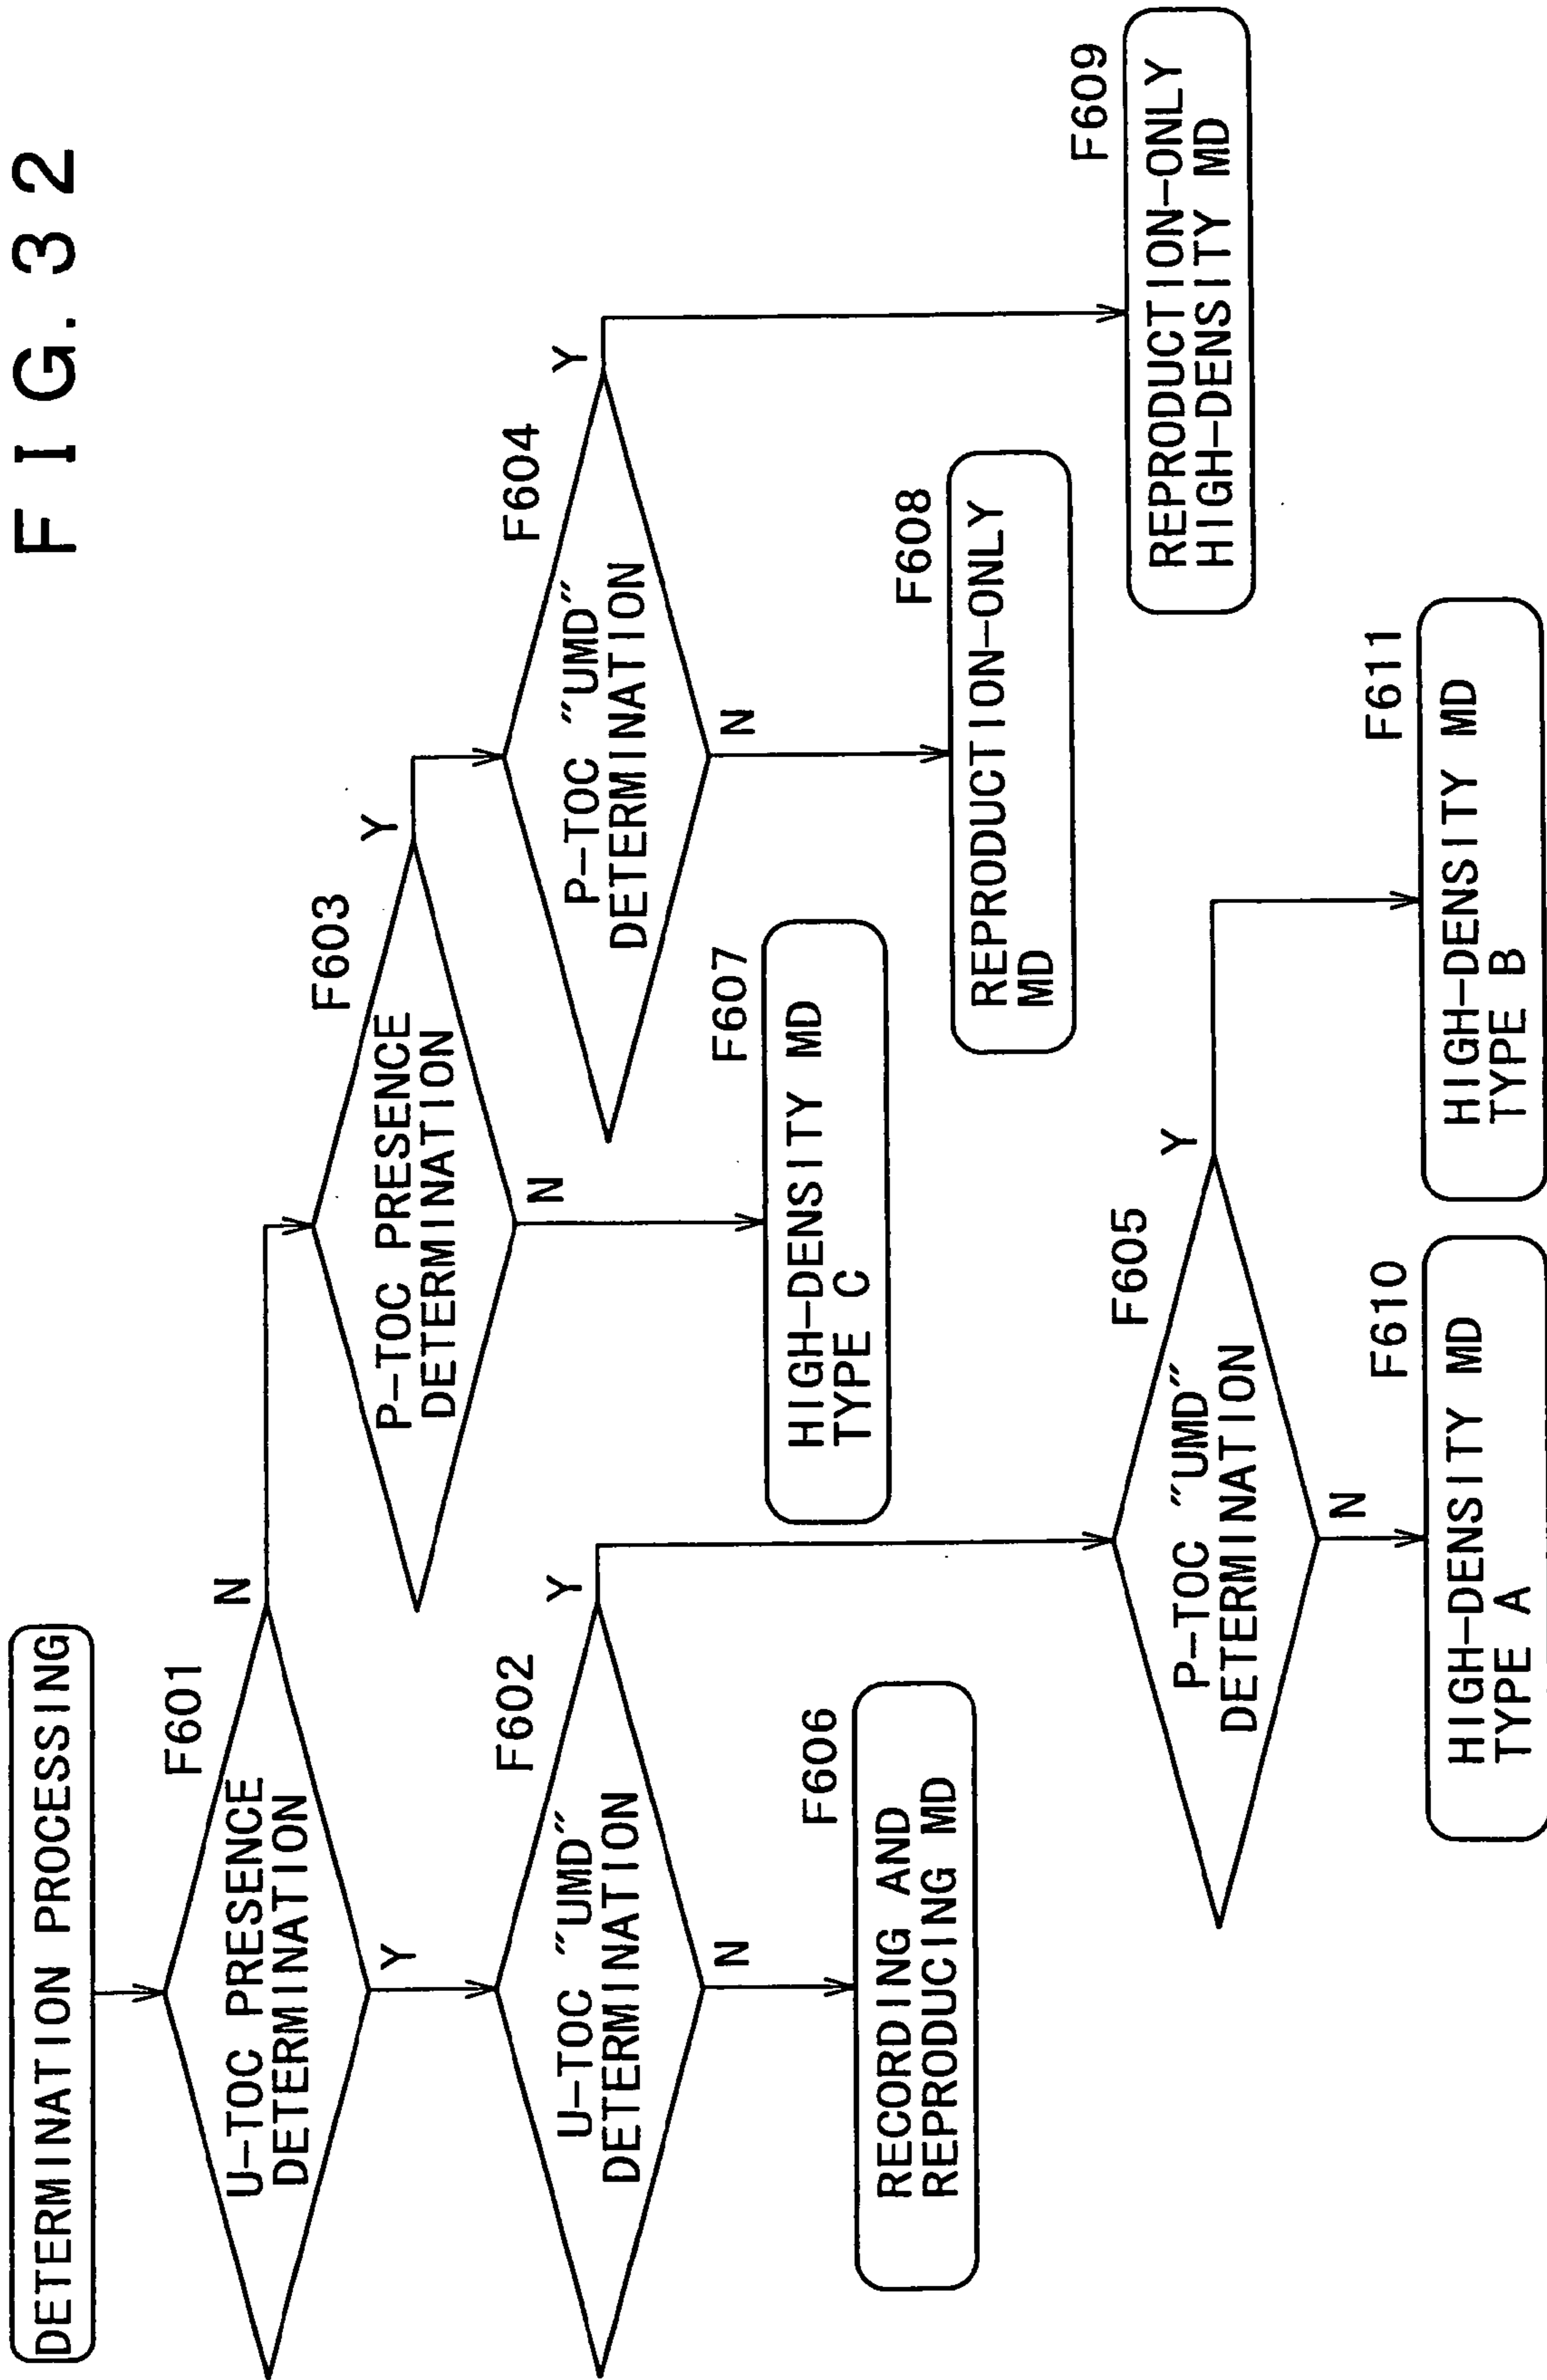 FIG. 32
DETERMINATION PROCESSING
F601
U-TOC PRESENCE
DETERMINATION
N
Y
F602
U-TOC "UMD"
DETERMINATION
Y
N
F603
P-TOC PRESENCE
DETERMINATION
Y
N
F604
P-TOC "UMD"
DETERMINATION
Y
N
F605
P-TOC "UMD"
DETERMINATION
Y
N
F606
RECORDING AND
REPRODUCING MD
F607
HIGH-DENSITY MD
TYPE C
F608
REPRODUCTION-ONLY
MD
F609
REPRODUCTION-ONLY
HIGH-DENSITY MD
F610
HIGH-DENSITY MD
TYPE A
F611
HIGH-DENSITY MD
TYPE B